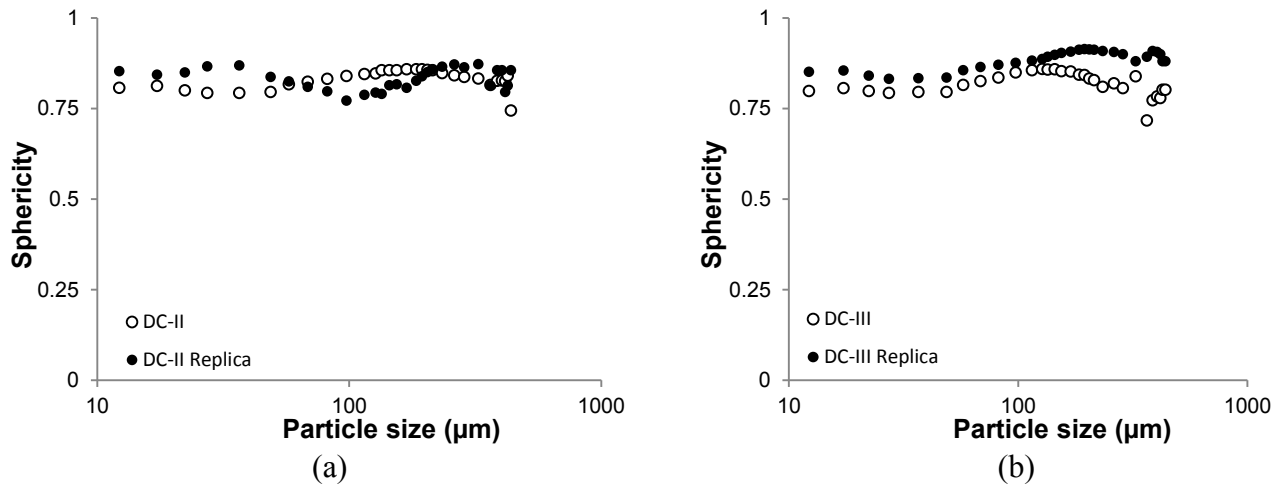 1
0.75
0.5
0.25
0
Sphericity
DC-II
DC-II Replica
10
100
1000
Particle size (µm)
(a)
1
0.75
0.5
0.25
0
Sphericity
DC-III
DC-III Replica
10
100
1000
Particle size (µm)
(b)